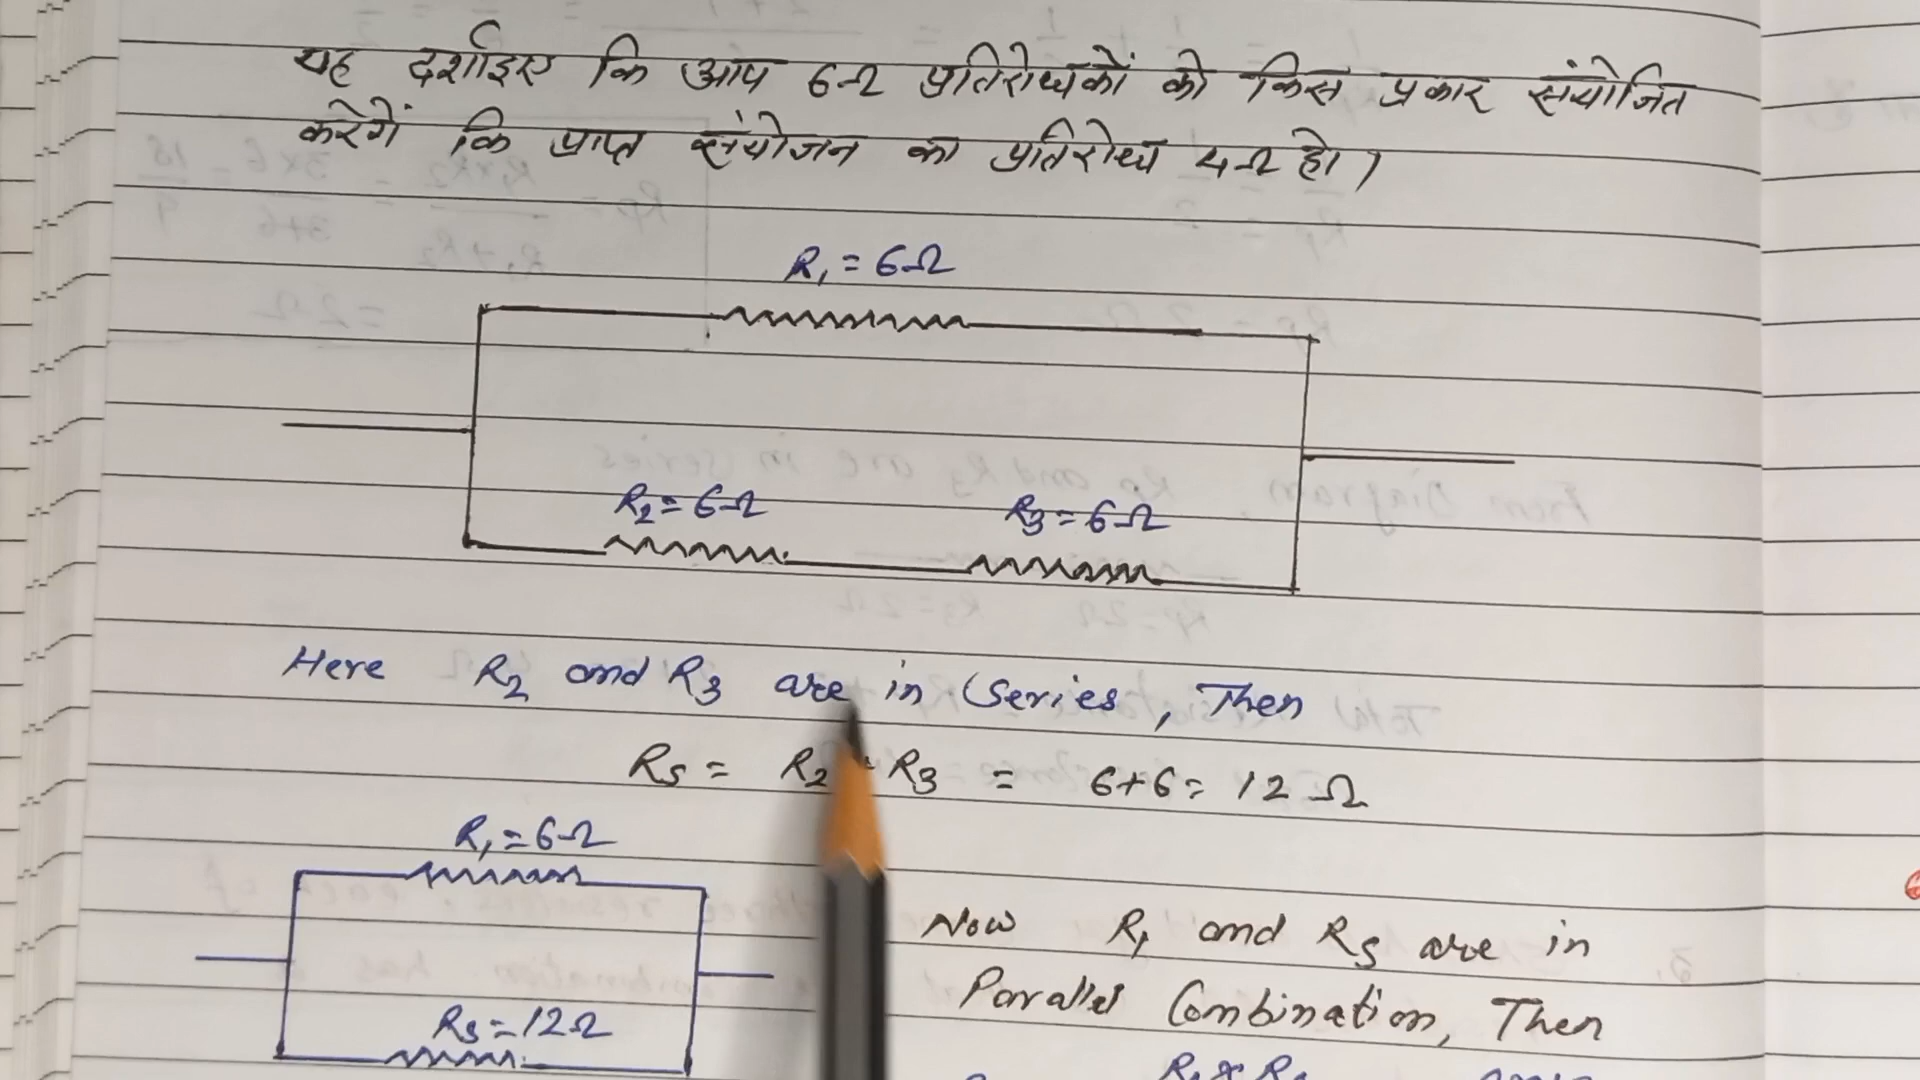 यह दर्शाइए कि आप 6Ω प्रतिरोधकों को किस प्रकार संयोजित
करेगें कि प्राप्त संयोजन का प्रतिरोध 4Ω हो।
R1 = 6Ω
R2 = 6Ω R3 = 6Ω
Here R2 and R3 are in Series, Then
Rs = R2 + R3 = 6+6 = 12 Ω
R1 = 6Ω
Now R1 and Rs are in
Parallel Combination, Then
Rs = 12Ω